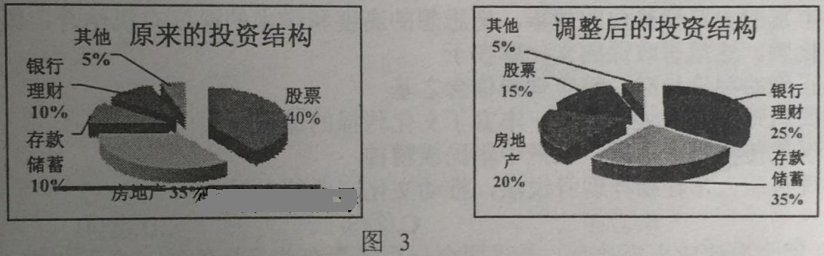 原来的投资结构
其他
5%
银行
理财
10%
存款
储蓄
10%
股票
40%
房地产35%
调整后的投资结构
其他
5%
股票
15%
房地
产
20%
银行
理财
25%
存款
储蓄
35%
图 3